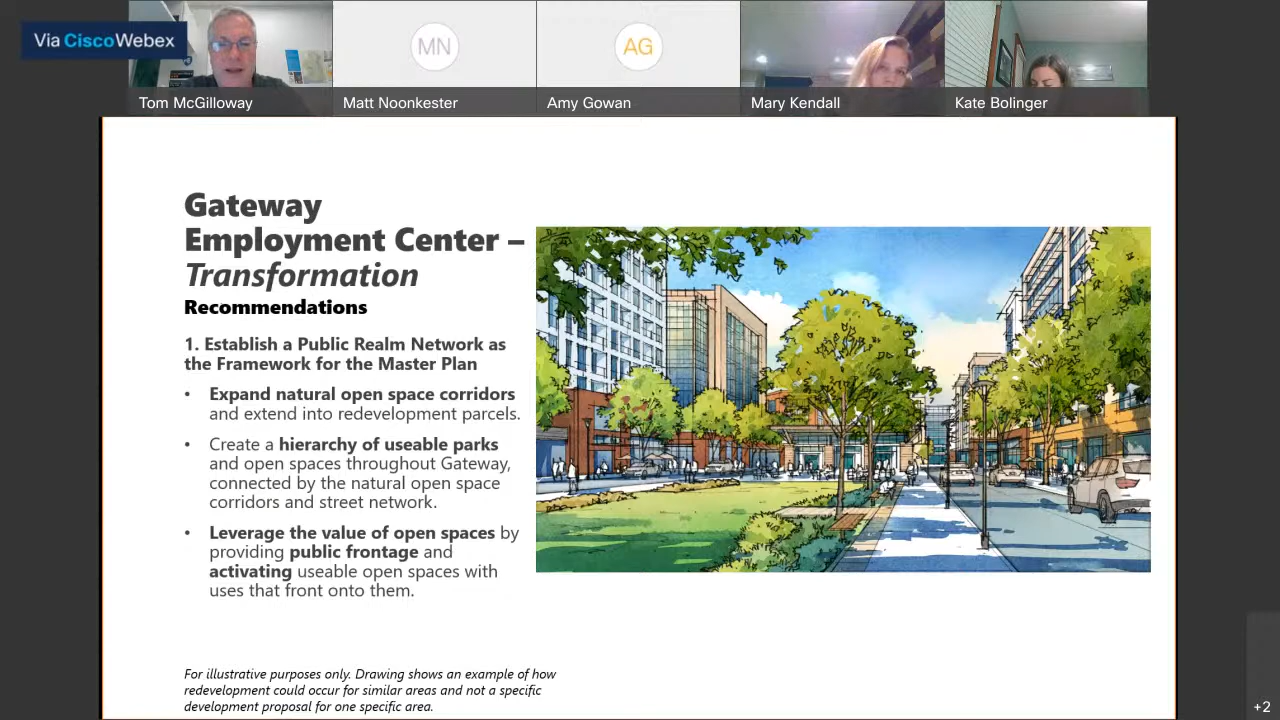 Via CiscoWebex
MN
AG
Tom McGilloway
Matt Noonkester
Amy Gowan
Mary Kendall
Kate Bolinger
Gateway
Employment Center –
Transformation
Recommendations
1. Establish a Public Realm Network as
the Framework for the Master Plan
• Expand natural open space corridors
and extend into redevelopment parcels.
• Create a hierarchy of useable parks
and open spaces throughout Gateway,
connected by the natural open space
corridors and street network.
• Leverage the value of open spaces by
providing public frontage and
activating useable open spaces with
uses that front onto them.
For illustrative purposes only. Drawing shows an example of how
redevelopment could occur for similar areas and not a specific
development proposal for one specific area.
+2